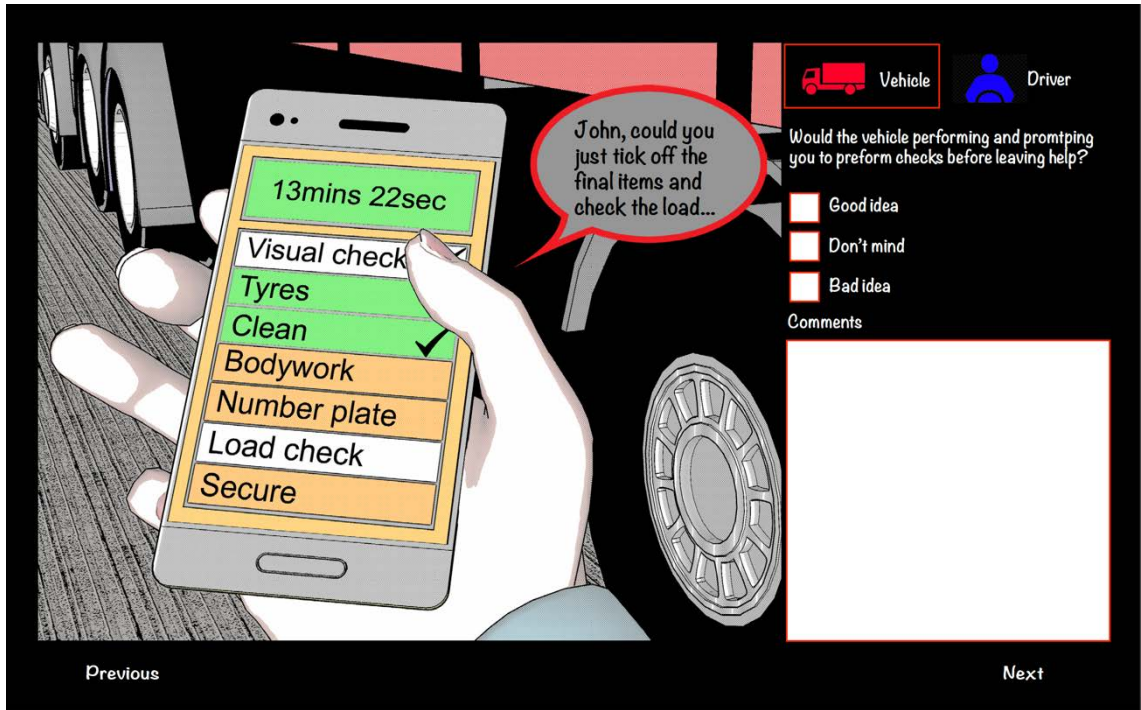 13mins 22sec
Visual check
Tyres
Clean
Bodywork
Number plate
Load check
Secure
John, could you
just tick off the
final items and
check the load...
Vehicle
Driver
Would the vehicle performing and promtping
you to preform checks before leaving help?
Good idea
Don't mind
Bad idea
Comments
Previous
Next